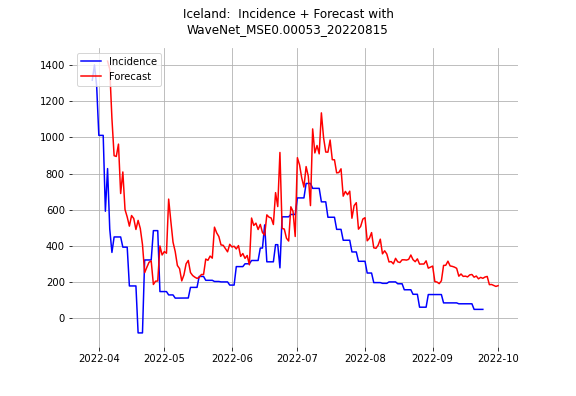 Iceland:  Incidence + Forecast with
WaveNet_MSE0.00053_20220815
Incidence
Forecast
1400
1200
1000
800
600
400
200
0
2022-04 2022-05 2022-06 2022-07 2022-08 2022-09 2022-10